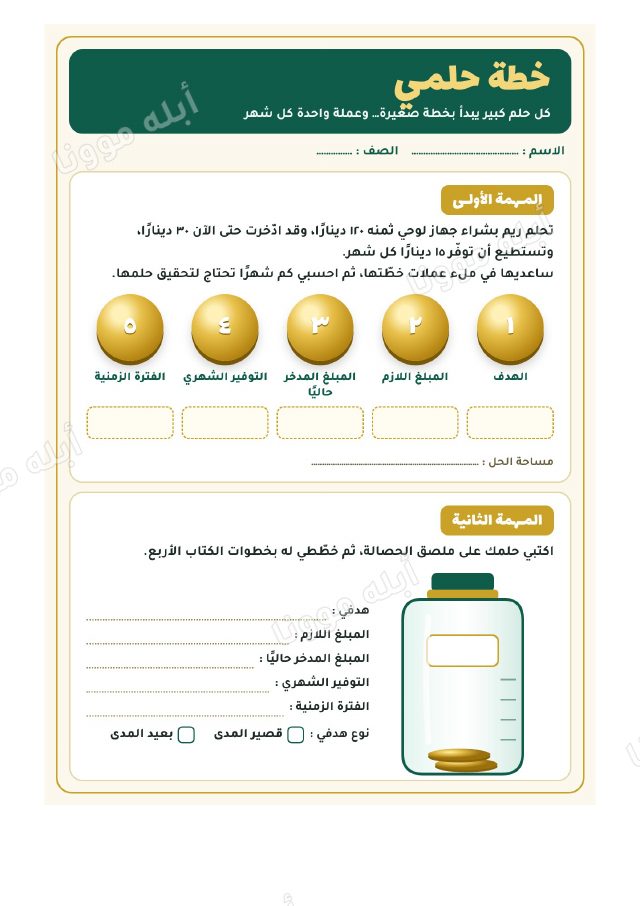 خطة حلمي
كل حلم كبير يبدأ بخطة صغيرة... وعملة واحدة كل شهر
الاسم : ........................................ الصف : ...............
المهمة الأولى
تحلم ريم بشراء جهاز لوحي ثمنه ١٢٠ دينارًا، وقد ادّخرت حتى الآن ٣٠ دينارًا،
وتستطيع أن توفّر ١٥ دينارًا كل شهر.
ساعديها في ملء عملات خطّتها، ثم احسبي كم شهرًا تحتاج لتحقيق حلمها.
١ ٢ ٣ ٤ ٥
الهدف المبلغ اللازم المبلغ المدخر حاليًا التوفير الشهري الفترة الزمنية
مساحة الحل : ................................................................
المهمة الثانية
اكتبي حلمك على ملصق الحصالة، ثم خطّطي له بخطوات الكتاب الأربع.
هدفي :
المبلغ اللازم :
المبلغ المدخر حاليًا :
التوفير الشهري :
الفترة الزمنية :
نوع هدفي : قصير المدى بعيد المدى
أبله موونا
أبله موونا
أبله موونا